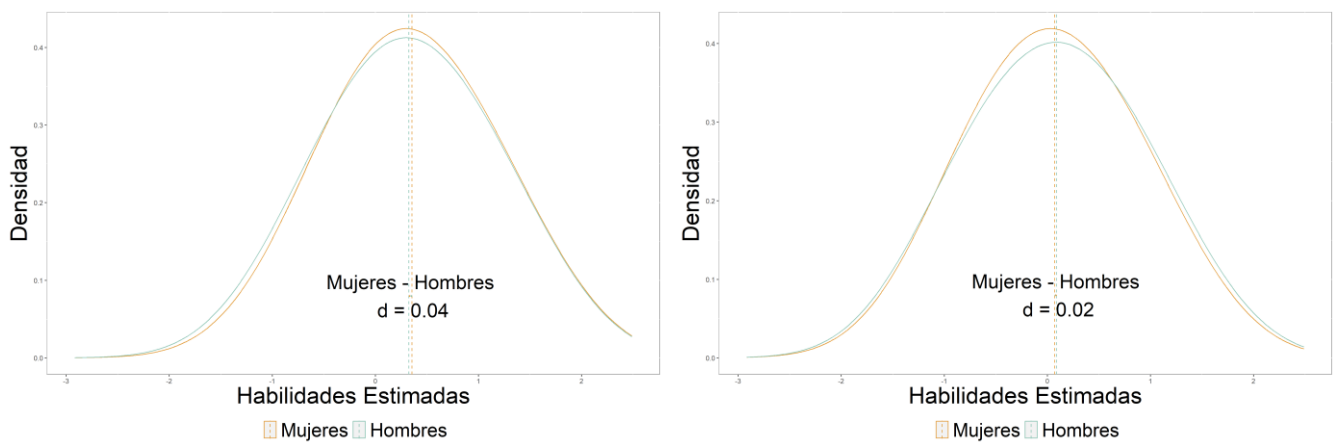 Densidad
0.4
0.3
0.2
0.1
0.0
Mujeres - Hombres
d = 0.04
-3 -2 -1 0 1 2
Habilidades Estimadas
Mujeres Hombres
Densidad
0.4
0.3
0.2
0.1
0.0
Mujeres - Hombres
d = 0.02
-3 -2 -1 0 1 2
Habilidades Estimadas
Mujeres Hombres